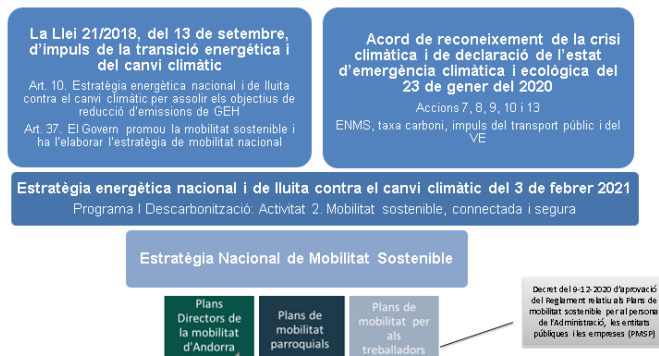 La Llei 21/2018, del 13 de setembre,
d'impuls de la transició energética i
del canvi climàtic
Art. 10. Estratègia energètica nacional i de lluita
contra el canvi climàtic per assolir els objectius de
reducció d'emissions de GEH
Art. 37. El Govern promou la mobilitat sostenible i
ha l'elaborar l'estratègia de mobilitat nacional
Acord de reconeixement de la crisi
climàtica i de declaració de l'estat
d'emergència climàtica i ecològica del
23 de gener del 2020
Accions 7, 8, 9, 10 i 13
ENMS, taxa carboni, impuls del transport públic i del
VE
Estratègia energètica nacional i de lluita contra el canvi climàtic del 3 de febrer 2021
Programa I Descarbonització: Activitat 2. Mobilitat sostenible, connectada i segura
Estratègia Nacional de Mobilitat Sostenible
Plans
Directors de
la mobilitat
d'Andorra
Plans de
mobilitat
parroquials
Plans de
mobilitat per
als
treballadors
Decret del 9-12-2020 d'aprovació
del Reglament relatiu als Plans de
mobilitat sostenible per al personal
de l'Administració, les entitats
públiques i les empreses (PMSP)